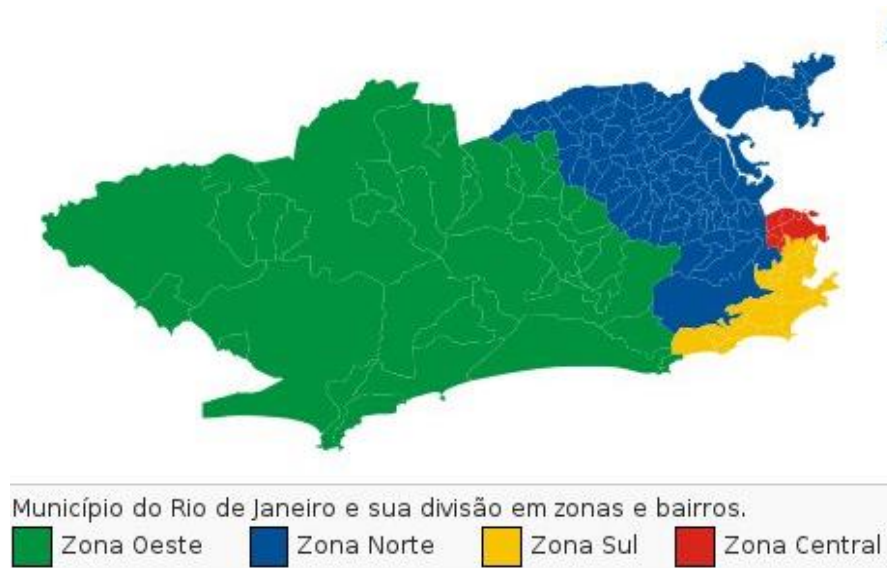 Município do Rio de Janeiro e sua divisão em zonas e bairros.
Zona Oeste Zona Norte Zona Sul Zona Central